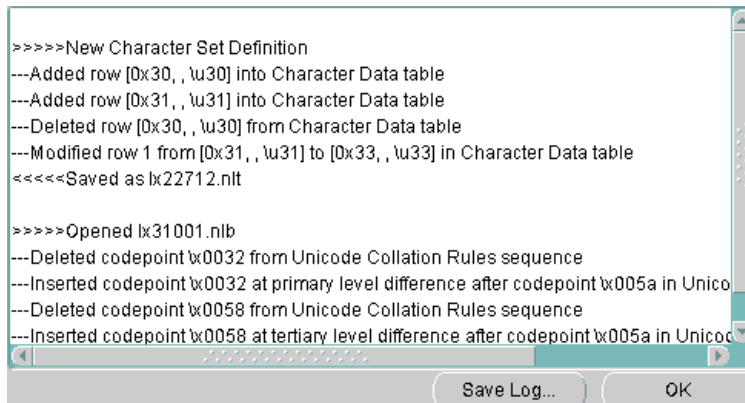 >>>>>New Character Set Definition
---Added row [0x30, , \u30] into Character Data table
---Added row [0x31, , \u31] into Character Data table
---Deleted row [0x30, , \u30] from Character Data table
---Modified row 1 from [0x31, , \u31] to [0x33, , \u33] in Character Data table
<<<<<Saved as lx22712.nlt
>>>>>Opened lx31001.nlb
---Deleted codepoint \x0032 from Unicode Collation Rules sequence
---Inserted codepoint \x0032 at primary level difference after codepoint \x005a in Unico
---Deleted codepoint \x0058 from Unicode Collation Rules sequence
---Inserted codepoint \x0058 at tertiary level difference after codepoint \x005a in Unicod
Save Log... OK